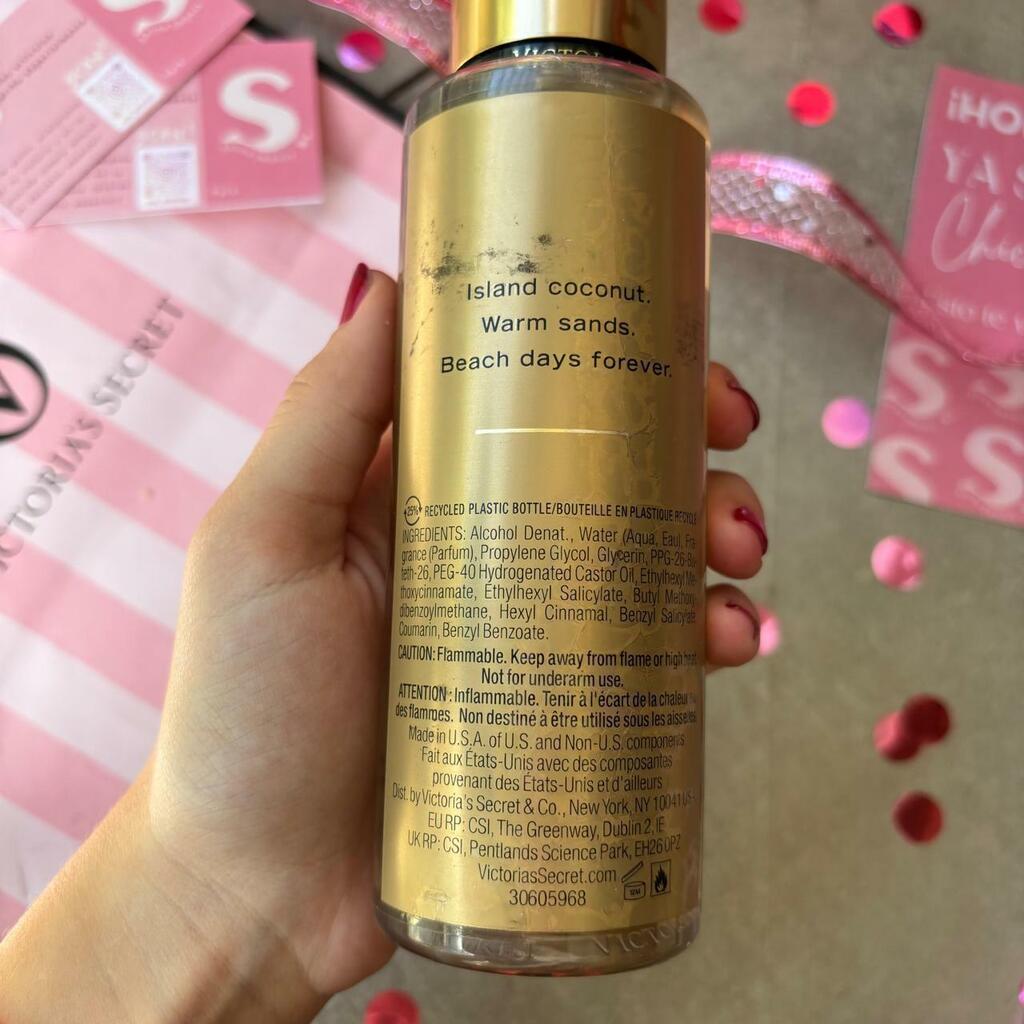 S
S
VICTORIA'S SECRET
¡HO
YA S
Chic
Island coconut.
Warm sands.
Beach days forever.
25%
RECYCLED PLASTIC BOTTLE/BOUTEILLE EN PLASTIQUE RECYCLÉ
INGREDIENTS: Alcohol Denat., Water (Aqua, Eau), Fra-
grance (Parfum), Propylene Glycol, Glycerin, PPG-26-Bu-
teth-26, PEG-40 Hydrogenated Castor Oil, Ethylhexyl Me-
thoxycinnamate, Ethylhexyl Salicylate, Butyl Methoxy-
dibenzoylmethane, Hexyl Cinnamal, Benzyl Salicylate,
Coumarin, Benzyl Benzoate.
CAUTION: Flammable. Keep away from flame or high heat.
Not for underarm use.
ATTENTION : Inflammable. Tenir à l'écart de la chaleur
des flammes. Non destiné à être utilisé sous les aisselles
Made in U.S.A. of U.S. and Non-U.S. components
Fait aux États-Unis avec des composantes
provenant des États-Unis et d'ailleurs
Dist. by Victoria's Secret & Co., New York, NY 10041
EU RP: CSI, The Greenway, Dublin 2, IE
UK RP: CSI, Pentlands Science Park, EH26 0PZ
VictoriasSecret.com
12M
30605968